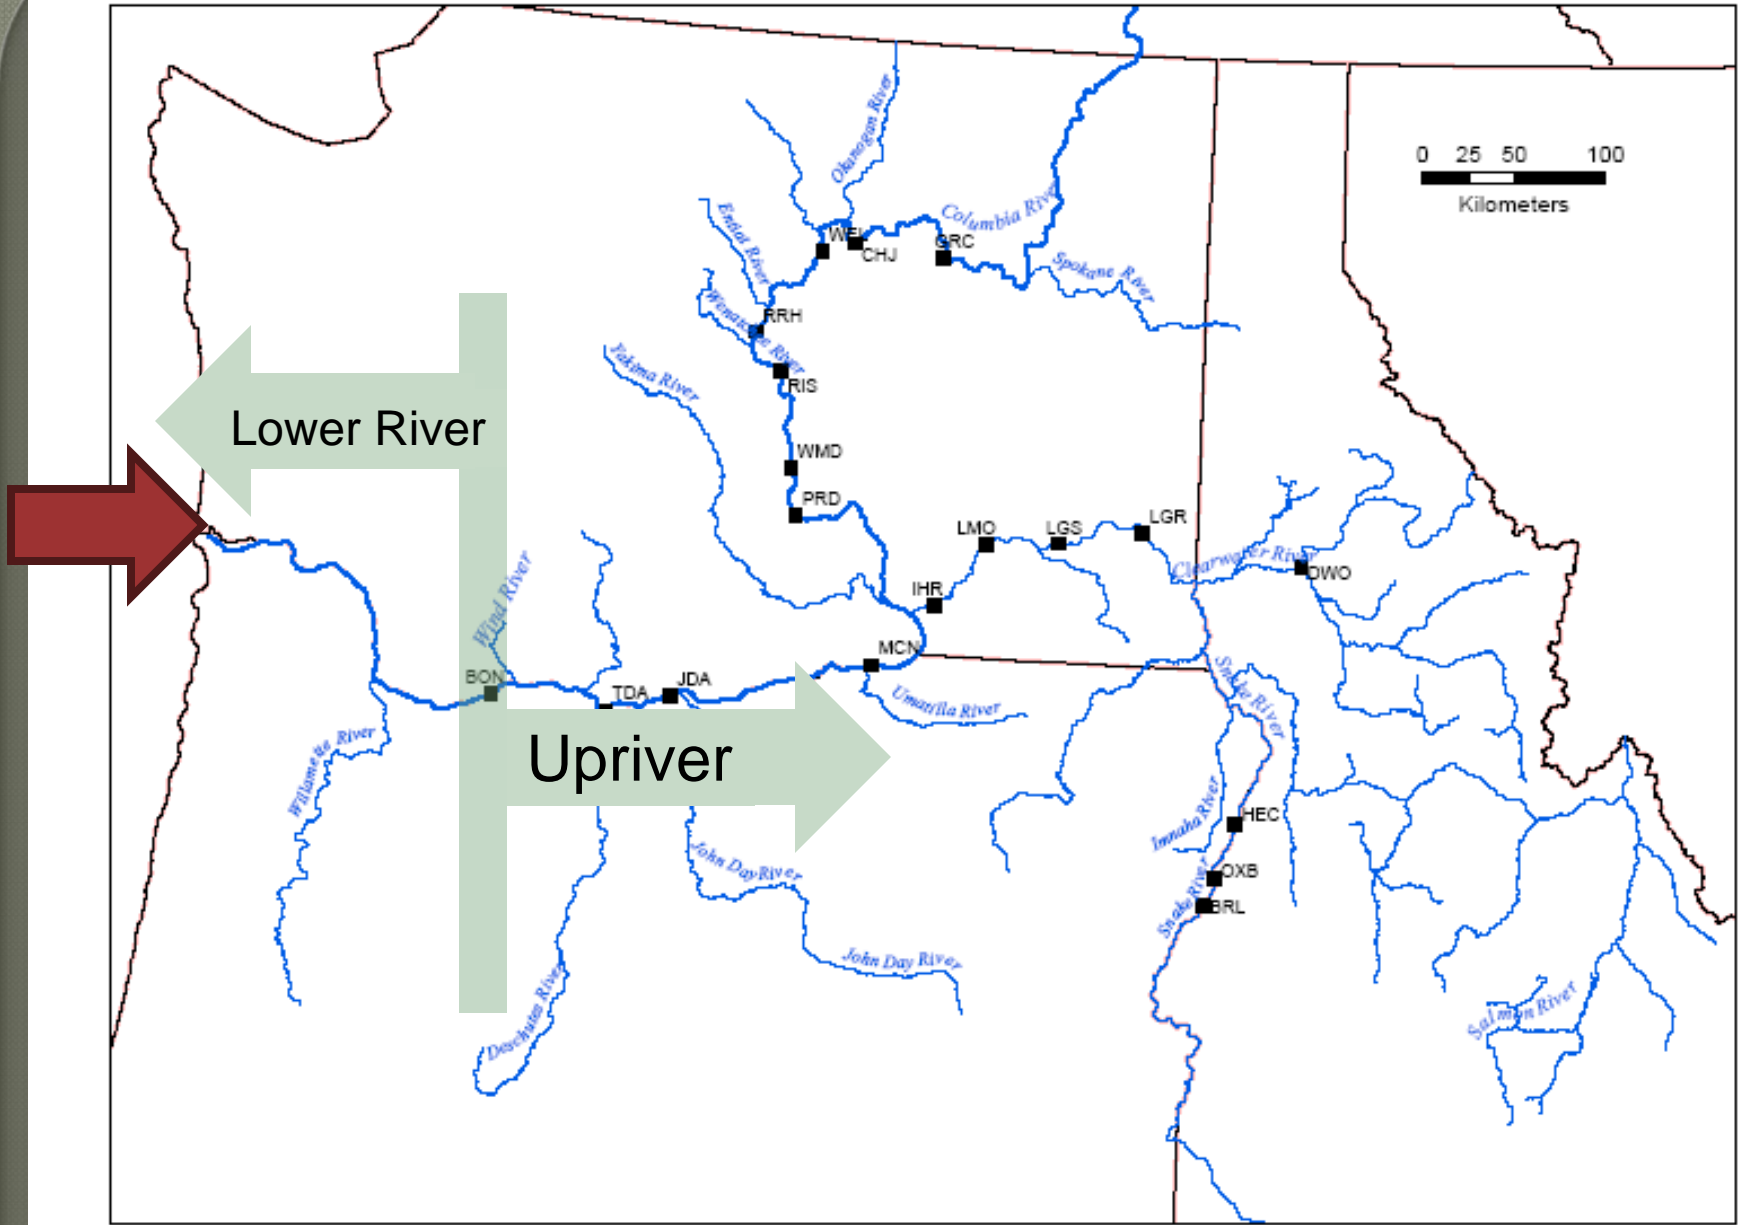 0 25 50 100
Kilometers
Okanogan River
Columbia River
Entiat River
WEL
CHJ
GRC
Spokane River
Wenatchee River
RRH
Yakima River
RIS
Lower River
WMD
PRD
LMO
LGS
LGR
Clearwater River
DWO
Wind River
IHR
MCN
BON
TDA
JDA
Umatilla River
Snake River
Upriver
Willamette River
Imnaha River
HEC
John Day River
OXB
Snake River
BRL
John Day River
Deschutes River
Salmon River